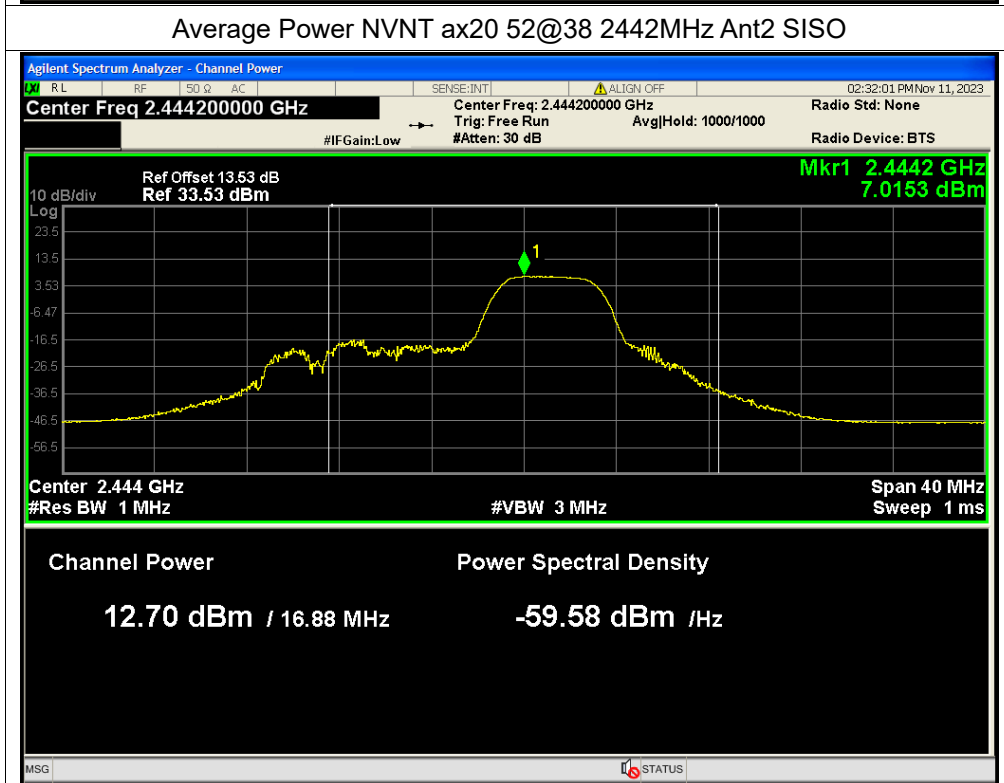 Average Power NVNT ax20 52@38 2442MHz Ant2 SISO
Agilent Spectrum Analyzer - Channel Power
LXI RL RF 50 Ω AC SENSE:INT ALIGN OFF 02:32:01 PM Nov 11, 2023
Center Freq 2.444200000 GHz Center Freq: 2.444200000 GHz Radio Std: None
Trig: Free Run Avg|Hold: 1000/1000
#IFGain:Low #Atten: 30 dB Radio Device: BTS
Ref Offset 13.53 dB Mkr1 2.4442 GHz
10 dB/div Ref 33.53 dBm 7.0153 dBm
Log
23.5
1
13.5
3.53
-6.47
-16.5
-26.5
-36.5
-46.5
-56.5
Center 2.444 GHz Span 40 MHz
#Res BW 1 MHz #VBW 3 MHz Sweep 1 ms
Channel Power Power Spectral Density
12.70 dBm / 16.88 MHz -59.58 dBm /Hz
MSG STATUS